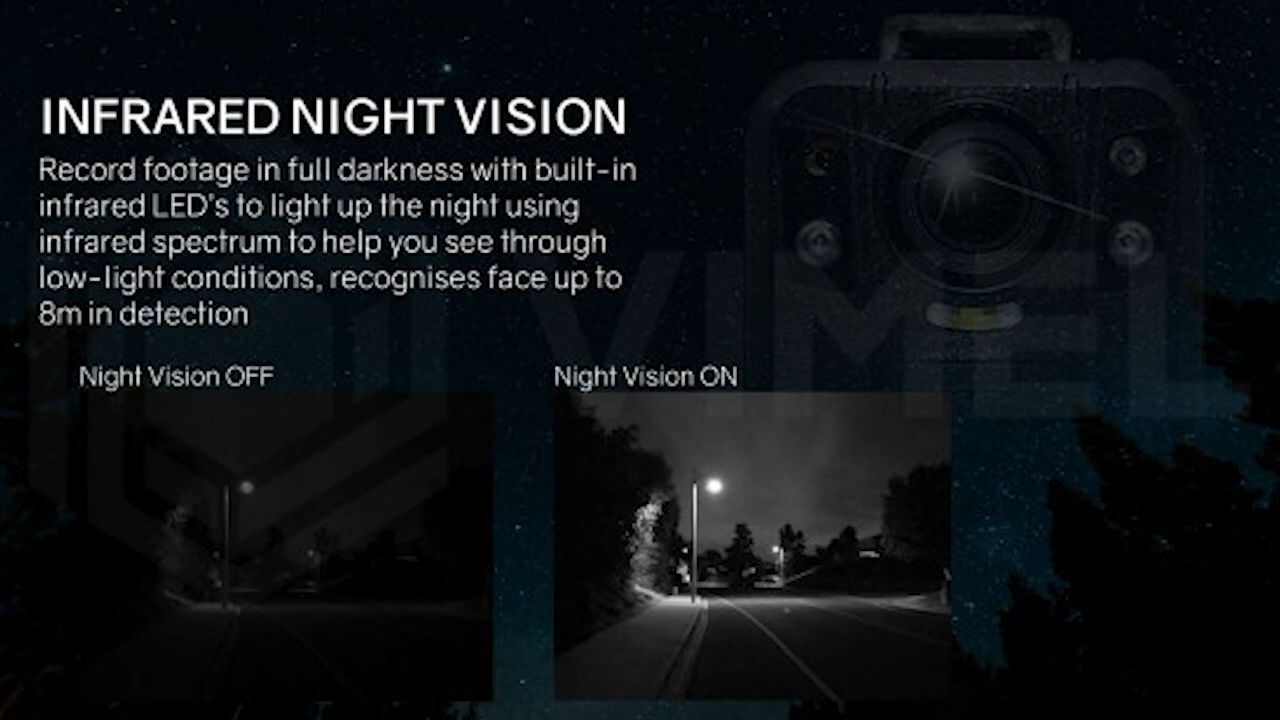 INFRARED NIGHT VISION
Record footage in full darkness with built-in
infrared LED's to light up the night using
infrared spectrum to help you see through
low-light conditions, recognises face up to
8m in detection
Night Vision OFF
Night Vision ON
VIMEL